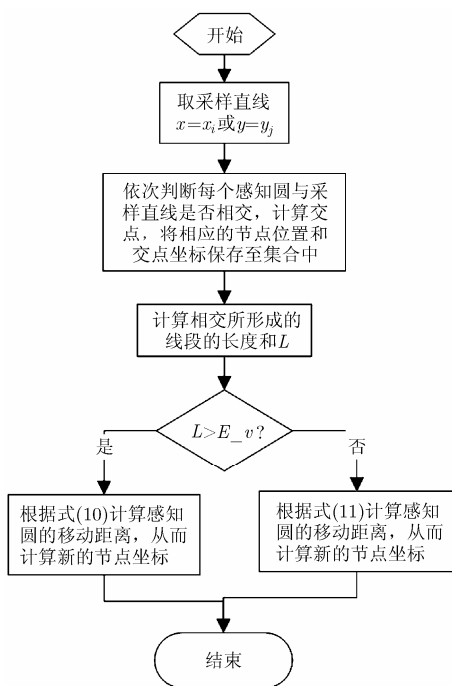 开始
取采样直线
x=x_i或y=y_j
依次判断每个感知圆与采
样直线是否相交，计算交
点，将相应的节点位置和
交点坐标保存至集合中
计算相交所形成的
线段的长度和L
L>E_v?
是
否
根据式(10)计算感知
圆的移动距离，从而
计算新的节点坐标
根据式(11)计算感知
圆的移动距离，从而
计算新的节点坐标
结束